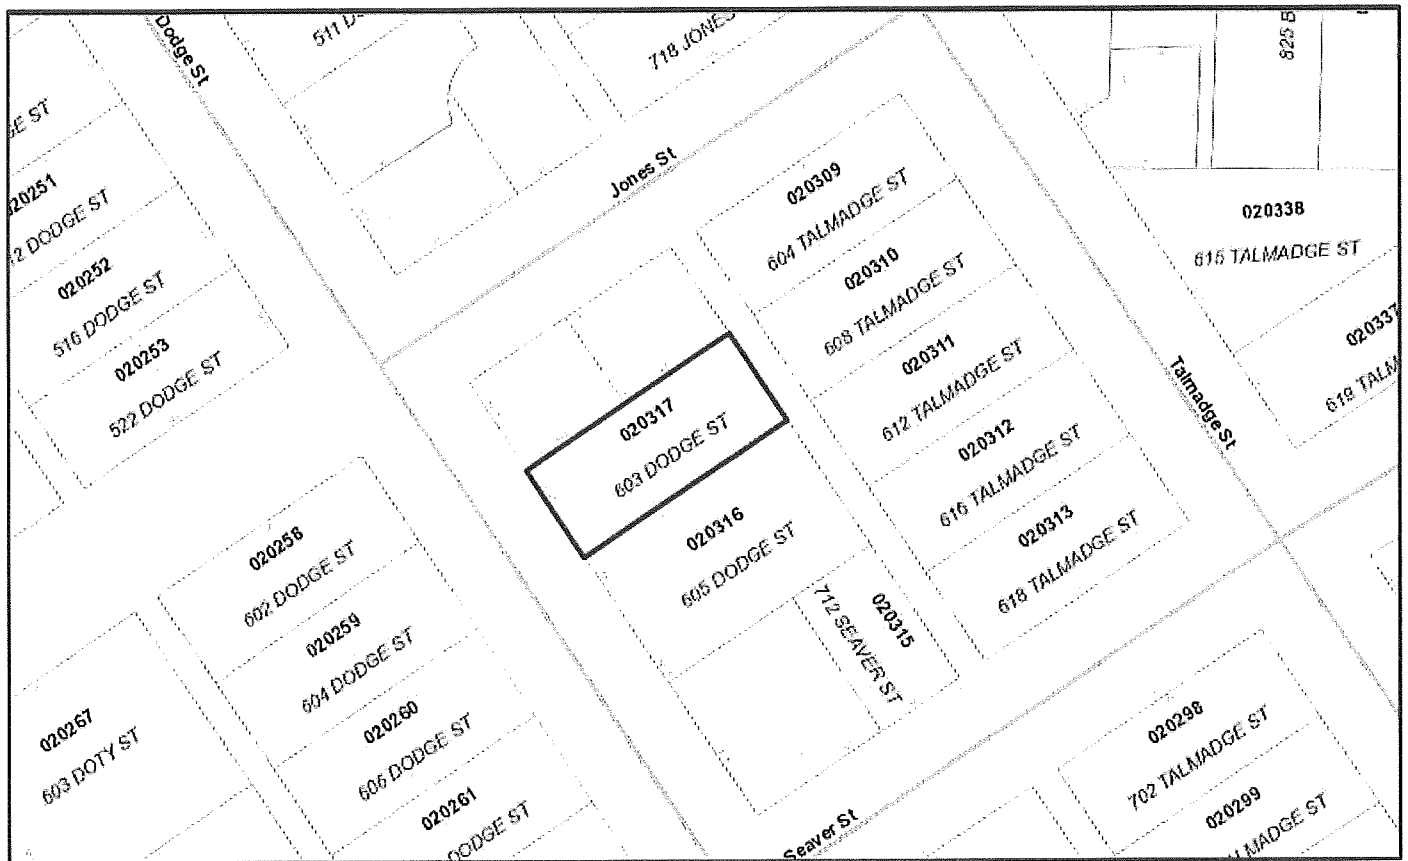 Dodge St
718 JONES
825 B
GE ST
020251
2 DODGE ST
020252
516 DODGE ST
020253
522 DODGE ST
Jones St
020309
604 TALMADGE ST
020310
608 TALMADGE ST
020311
612 TALMADGE ST
020312
616 TALMADGE ST
020313
618 TALMADGE ST
020338
615 TALMADGE ST
020337
619 TALM
Talmadge St
020317
603 DODGE ST
020316
605 DODGE ST
020315
712 SEAVER ST
020258
602 DODGE ST
020259
604 DODGE ST
020260
606 DODGE ST
020261
DODGE ST
020267
603 DOTY ST
Seaver St
020298
702 TALMADGE ST
020299
LMADGE ST